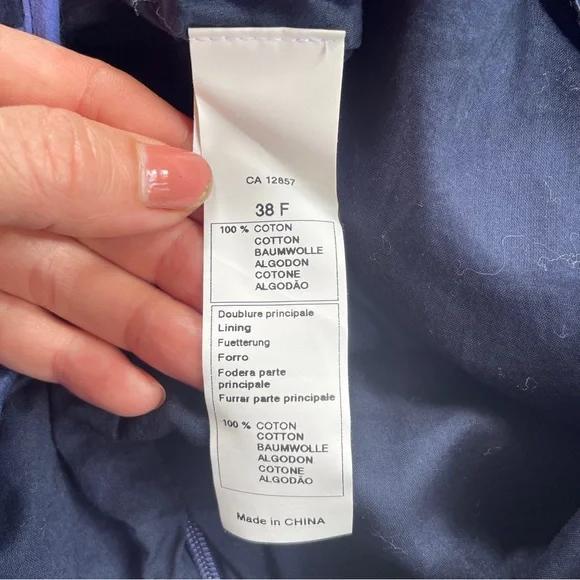 CA 12857
38 F
100 % COTON
COTTON
BAUMWOLLE
ALGODON
COTONE
ALGODÃO
Doublure principale
Lining
Fuetterung
Forro
Fodera parte
principale
Furrar parte principale
100 % COTON
COTTON
BAUMWOLLE
ALGODON
COTONE
ALGODÃO
Made in CHINA